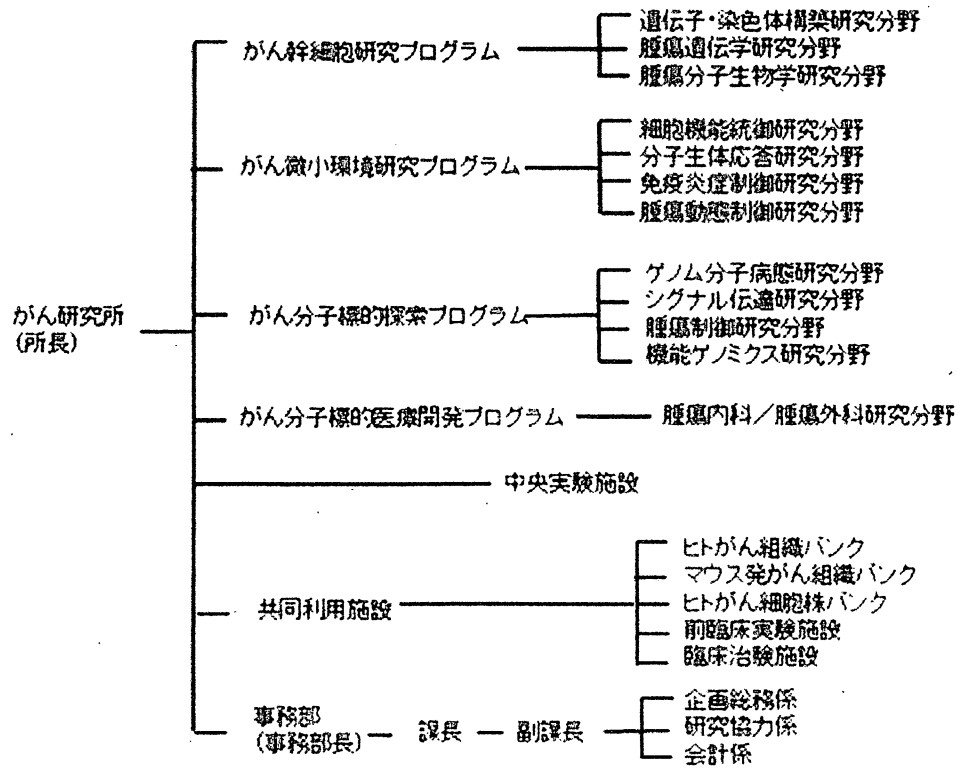 がん研究所
(所長)
がん幹細胞研究プログラム
遺伝子・染色体構築研究分野
腫瘍遺伝学研究分野
腫瘍分子生物学研究分野
がん微小環境研究プログラム
細胞機能統御研究分野
分子生体応答研究分野
免疫炎症制御研究分野
腫瘍動態制御研究分野
がん分子標的探索プログラム
ゲノム分子病態研究分野
シグナル伝達研究分野
腫瘍制御研究分野
機能ゲノミクス研究分野
がん分子標的医療開発プログラム
腫瘍内科/腫瘍外科研究分野
中央実験施設
共同利用施設
ヒトがん組織バンク
マウス発がん組織バンク
ヒトがん細胞株バンク
前臨床実験施設
臨床治験施設
事務部
(事務部長)
課長
副課長
企画総務係
研究協力係
会計係